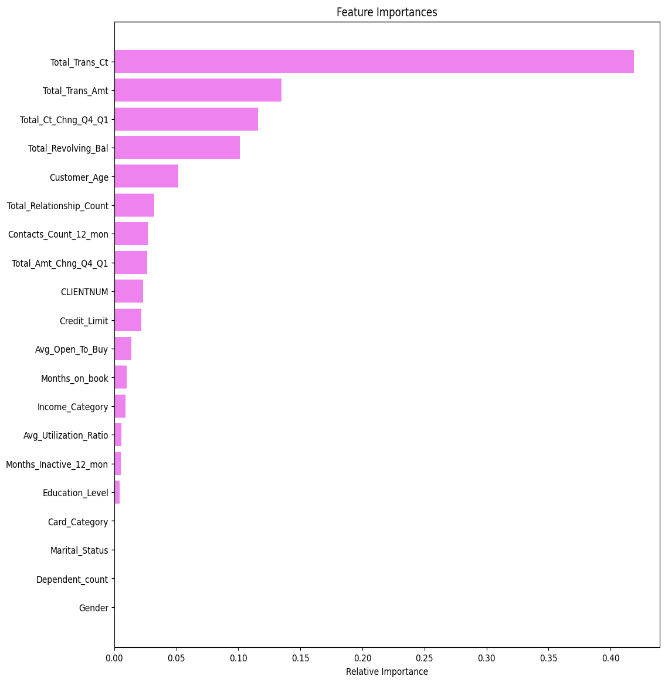 Feature Importances
Total_Trans_Ct
Total_Trans_Amt
Total_Ct_Chng_Q4_Q1
Total_Revolving_Bal
Customer_Age
Total_Relationship_Count
Contacts_Count_12_mon
Total_Amt_Chng_Q4_Q1
CLIENTNUM
Credit_Limit
Avg_Open_To_Buy
Months_on_book
Income_Category
Avg_Utilization_Ratio
Months_Inactive_12_mon
Education_Level
Card_Category
Marital_Status
Dependent_count
Gender
0.00 0.05 0.10 0.15 0.20 0.25 0.30 0.35 0.40
Relative Importance